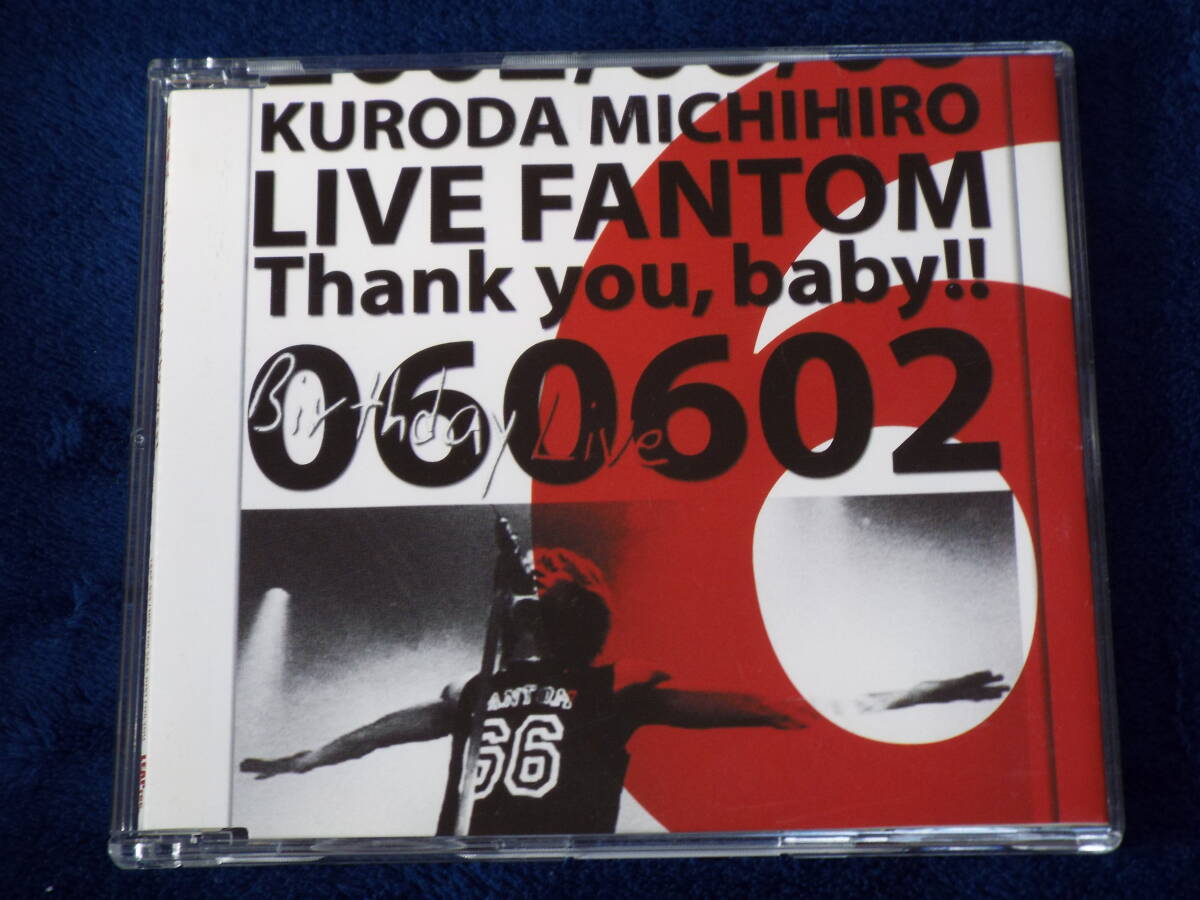 KURODA MICHIHIRO
LIVE FANTOM
Thank you, baby!!
060602
Birthday Live
66